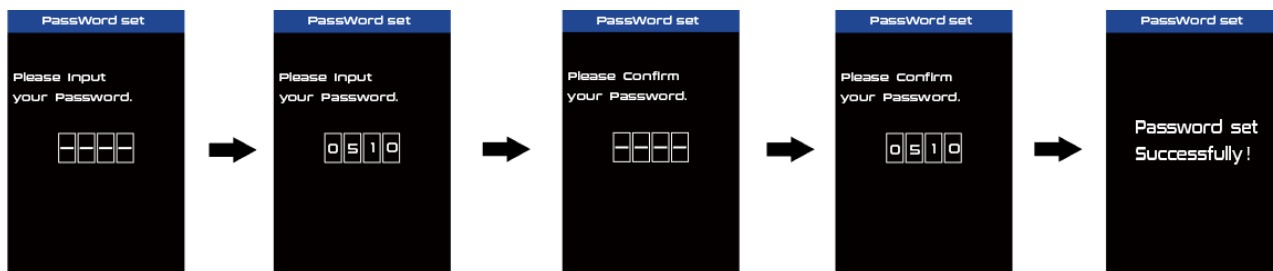 PassWord set
Please Input
your Password.
----
PassWord set
Please Input
your Password.
0510
PassWord set
Please Confirm
your Password.
----
PassWord set
Please Confirm
your Password.
0510
PassWord set
Password set
Successfully!